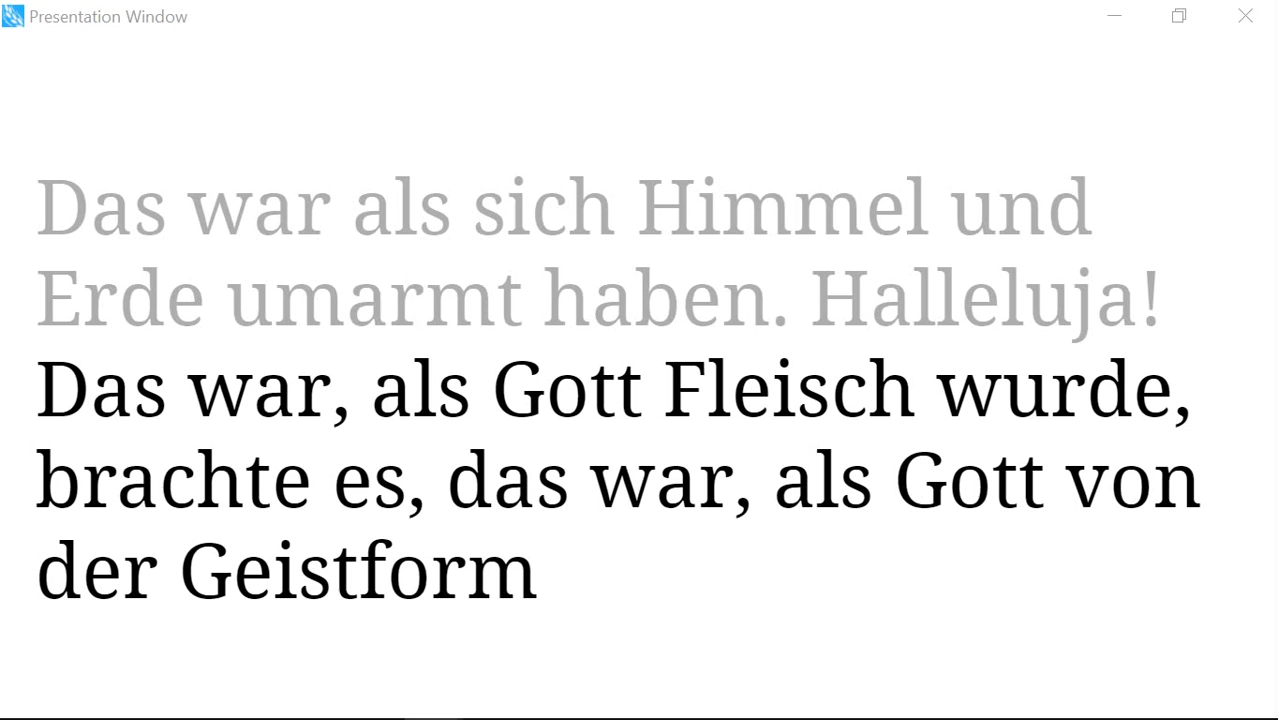 Presentation Window
Das war als sich Himmel und
Erde umarmt haben. Halleluja!
Das war, als Gott Fleisch wurde,
brachte es, das war, als Gott von
der Geistform